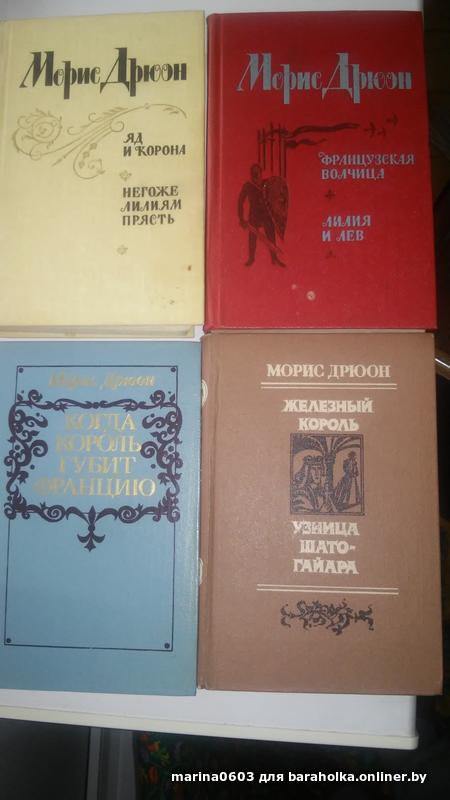 Морис Дрюон
ЯД
И КОРОНА
НЕГОЖЕ
ЛИЛИЯМ
ПРЯСТЬ
Морис Дрюон
ФРАНЦУЗСКАЯ
ВОЛЧИЦА
ЛИЛИЯ
И ЛЕВ
Морис Дрюон
КОГДА
КОРОЛЬ
ГУБИТ
ФРАНЦИЮ
МОРИС ДРЮОН
ЖЕЛЕЗНЫЙ
КОРОЛЬ
УЗНИЦА
ШАТО-
ГАЙАРА
marina0603 для baraholka.onliner.by